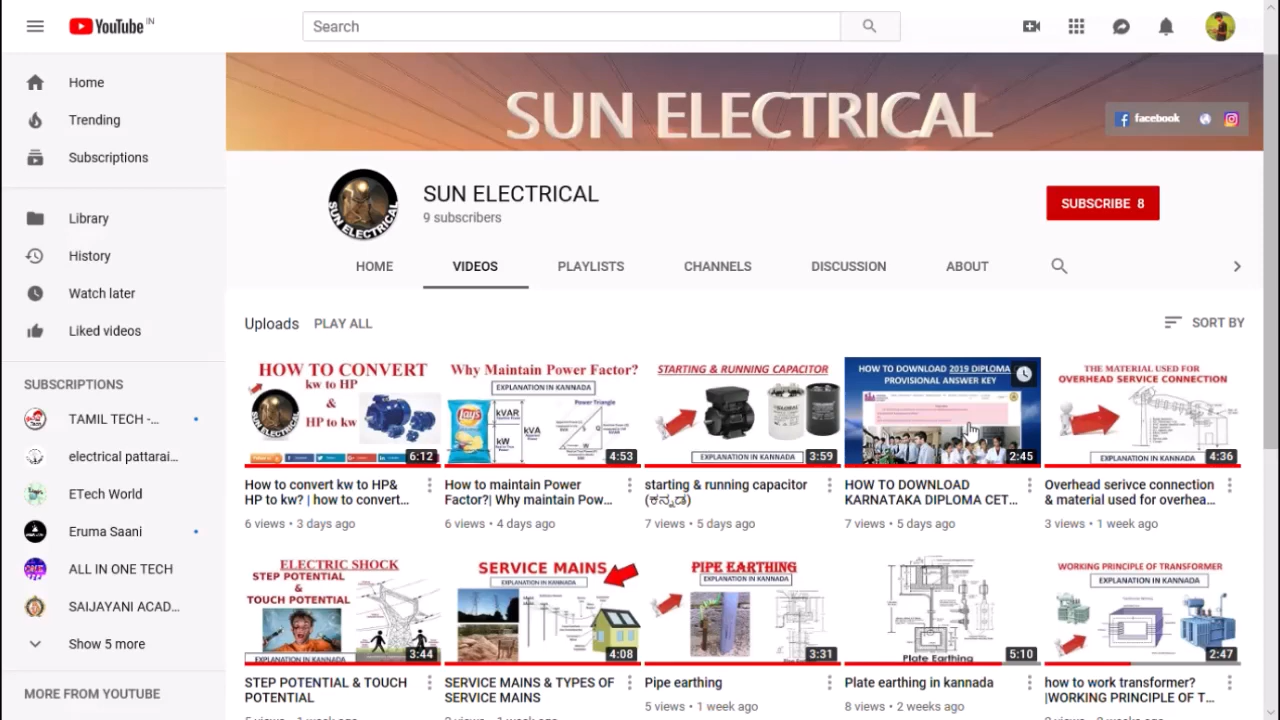 YouTube IN
Search
Home
Trending
Subscriptions
Library
History
Watch later
Liked videos
SUBSCRIPTIONS
TAMIL TECH -...
electrical pattarai...
ETech World
Eruma Saani
ALL IN ONE TECH
SAIJAYANI ACAD...
Show 5 more
MORE FROM YOUTUBE
SUN ELECTRICAL
facebook
SUN ELECTRICAL
SUN ELECTRICAL
9 subscribers
SUBSCRIBE 8
HOME
VIDEOS
PLAYLISTS
CHANNELS
DISCUSSION
ABOUT
Uploads
PLAY ALL
SORT BY
HOW TO CONVERT
kw to HP
&
HP to kw
6:12
How to convert kw to HP&
HP to kw? | how to convert...
6 views • 3 days ago
Why Maintain Power Factor?
EXPLANATION IN KANNADA
Power Triangle
Lays
kVAR
kVA
kW
4:53
How to maintain Power
Factor?| Why maintain Pow...
6 views • 4 days ago
STARTING & RUNNING CAPACITOR
EXPLANATION IN KANNADA
3:59
starting & running capacitor
(ಕನ್ನಡ)
7 views • 5 days ago
HOW TO DOWNLOAD 2019 DIPLOMA
PROVISIONAL ANSWER KEY
2:45
HOW TO DOWNLOAD
KARNATAKA DIPLOMA CET...
7 views • 5 days ago
THE MATERIAL USED FOR
OVERHEAD SERVICE CONNECTION
EXPLANATION IN KANNADA
4:36
Overhead serivce connection
& material used for overhea...
3 views • 1 week ago
ELECTRIC SHOCK
STEP POTENTIAL
&
TOUCH POTENTIAL
EXPLANATION IN KANNADA
3:44
STEP POTENTIAL & TOUCH
POTENTIAL
SERVICE MAINS
EXPLANATION IN KANNADA
4:08
SERVICE MAINS & TYPES OF
SERVICE MAINS
PIPE EARTHING
EXPLANATION IN KANNADA
3:31
Pipe earthing
5 views • 1 week ago
Plate Earthing
5:10
Plate earthing in kannada
8 views • 2 weeks ago
WORKING PRINCIPLE OF TRANSFORMER
EXPLANATION IN KANNADA
2:47
how to work transformer?
|WORKING PRINCIPLE OF T...